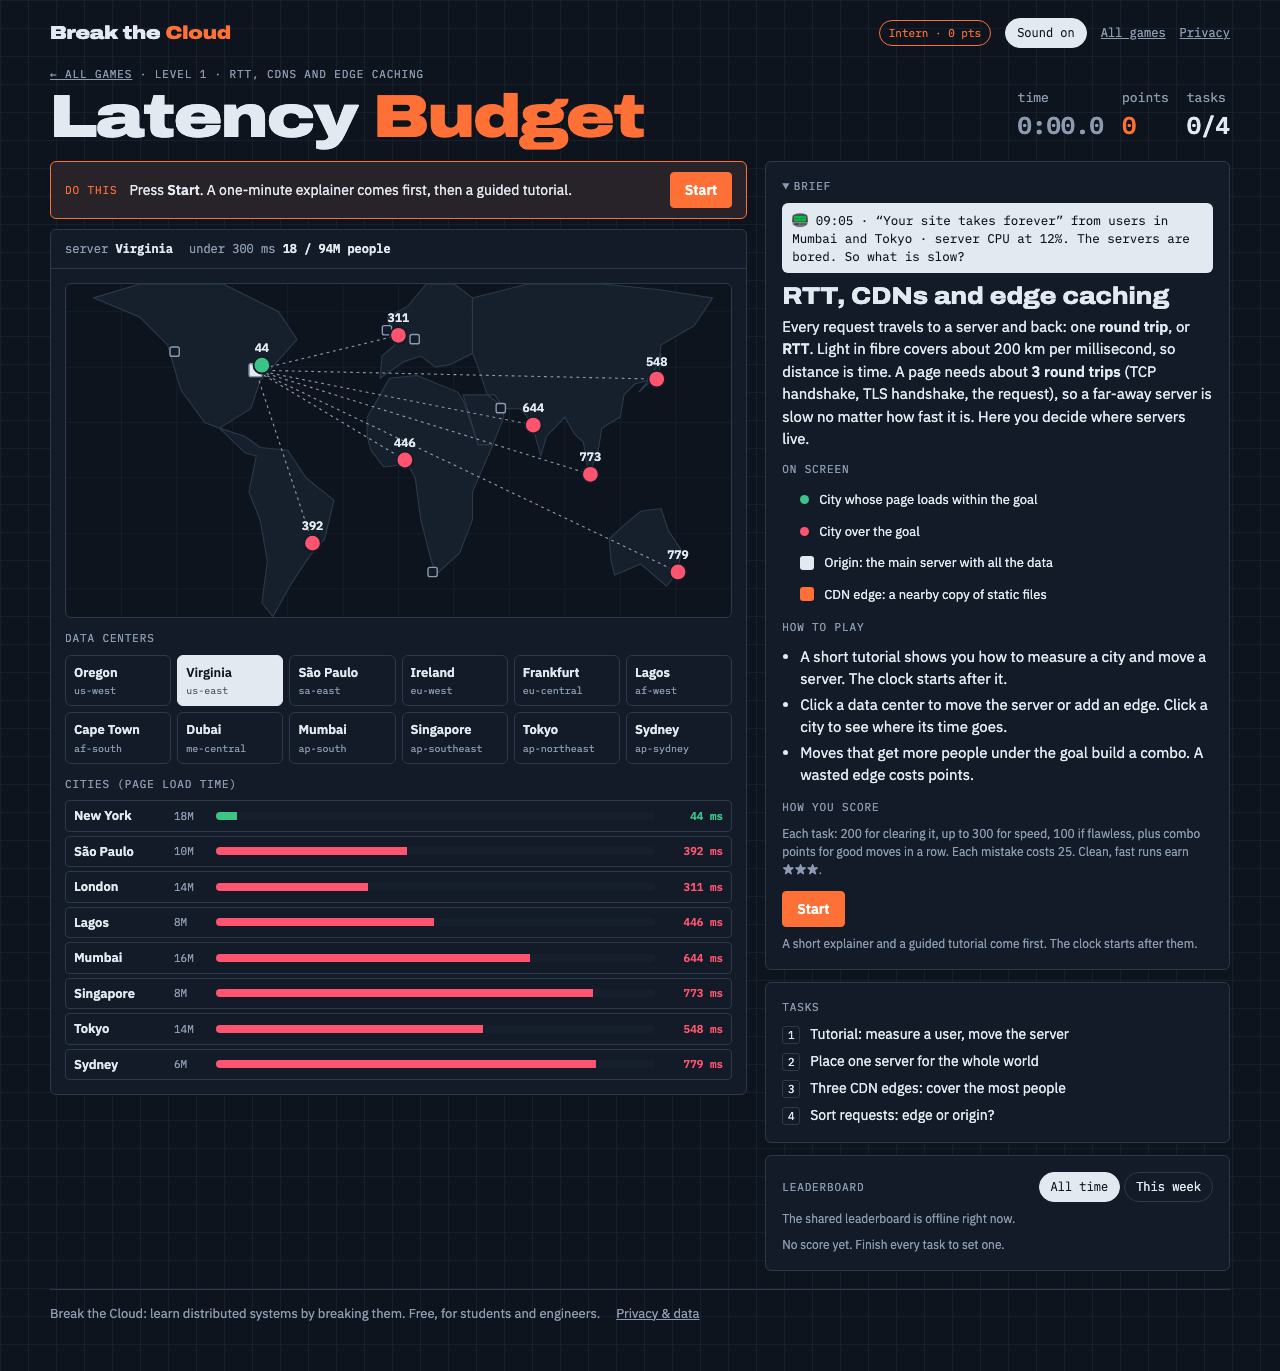 Break the Cloud
Intern · 0 pts
Sound on
All games
Privacy
← ALL GAMES · LEVEL 1 · RTT, CDNS AND EDGE CACHING
Latency Budget
time
0:00.0
points
0
tasks
0/4
DO THIS Press Start. A one-minute explainer comes first, then a guided tutorial.
Start
server Virginia under 300 ms 18 / 94M people
311
44
548
644
446
773
392
779
DATA CENTERS
Oregon
us-west
Virginia
us-east
São Paulo
sa-east
Ireland
eu-west
Frankfurt
eu-central
Lagos
af-west
Cape Town
af-south
Dubai
me-central
Mumbai
ap-south
Singapore
ap-southeast
Tokyo
ap-northeast
Sydney
ap-sydney
CITIES (PAGE LOAD TIME)
New York 18M 44 ms
São Paulo 10M 392 ms
London 14M 311 ms
Lagos 8M 446 ms
Mumbai 16M 644 ms
Singapore 8M 773 ms
Tokyo 14M 548 ms
Sydney 6M 779 ms
▼ BRIEF
09:05 · “Your site takes forever” from users in
Mumbai and Tokyo · server CPU at 12%. The servers are
bored. So what is slow?
RTT, CDNs and edge caching
Every request travels to a server and back: one round trip, or
RTT. Light in fibre covers about 200 km per millisecond, so
distance is time. A page needs about 3 round trips (TCP
handshake, TLS handshake, the request), so a far-away server is
slow no matter how fast it is. Here you decide where servers
live.
ON SCREEN
City whose page loads within the goal
City over the goal
Origin: the main server with all the data
CDN edge: a nearby copy of static files
HOW TO PLAY
• A short tutorial shows you how to measure a city and move a
server. The clock starts after it.
• Click a data center to move the server or add an edge. Click a
city to see where its time goes.
• Moves that get more people under the goal build a combo. A
wasted edge costs points.
HOW YOU SCORE
Each task: 200 for clearing it, up to 300 for speed, 100 if flawless, plus combo
points for good moves in a row. Each mistake costs 25. Clean, fast runs earn
★★★.
Start
A short explainer and a guided tutorial come first. The clock starts after them.
TASKS
1 Tutorial: measure a user, move the server
2 Place one server for the whole world
3 Three CDN edges: cover the most people
4 Sort requests: edge or origin?
LEADERBOARD
All time
This week
The shared leaderboard is offline right now.
No score yet. Finish every task to set one.
Break the Cloud: learn distributed systems by breaking them. Free, for students and engineers. Privacy & data